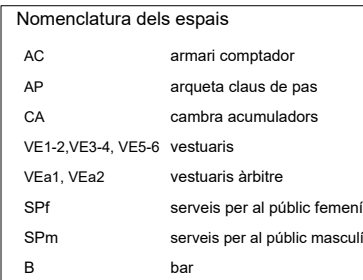 Nomenclatura dels espais
AC armari comptador
AP arqueta claus de pas
CA cambra acumuladors
VE1-2,VE3-4, VE5-6 vestuaris
VEa1, VEa2 vestuaris àrbitre
SPf serveis per al públic femení
SPm serveis per al públic masculí
B bar